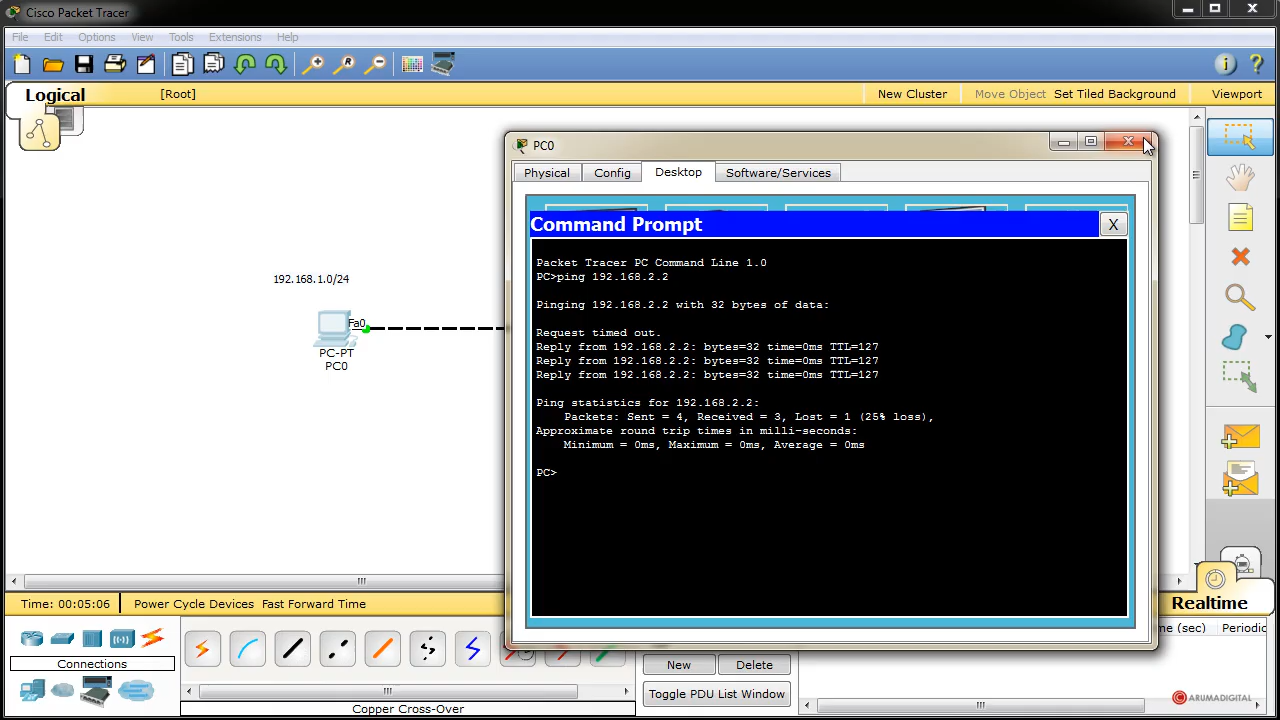 Cisco Packet Tracer
File Edit Options View Tools Extensions Help
Logical
[Root]
New Cluster
Move Object
Set Tiled Background
Viewport
192.168.1.0/24
Fa0
PC-PT
PC0
PC0
Physical
Config
Desktop
Software/Services
Command Prompt
X
Packet Tracer PC Command Line 1.0
PC>ping 192.168.2.2
Pinging 192.168.2.2 with 32 bytes of data:
Request timed out.
Reply from 192.168.2.2: bytes=32 time=0ms TTL=127
Reply from 192.168.2.2: bytes=32 time=0ms TTL=127
Reply from 192.168.2.2: bytes=32 time=0ms TTL=127
Ping statistics for 192.168.2.2:
Packets: Sent = 4, Received = 3, Lost = 1 (25% loss),
Approximate round trip times in milli-seconds:
Minimum = 0ms, Maximum = 0ms, Average = 0ms
PC>
Time: 00:05:06
Power Cycle Devices Fast Forward Time
Realtime
Connections
Copper Cross-Over
New
Delete
Toggle PDU List Window
(sec)
Periodic
ARUMADIGITAL